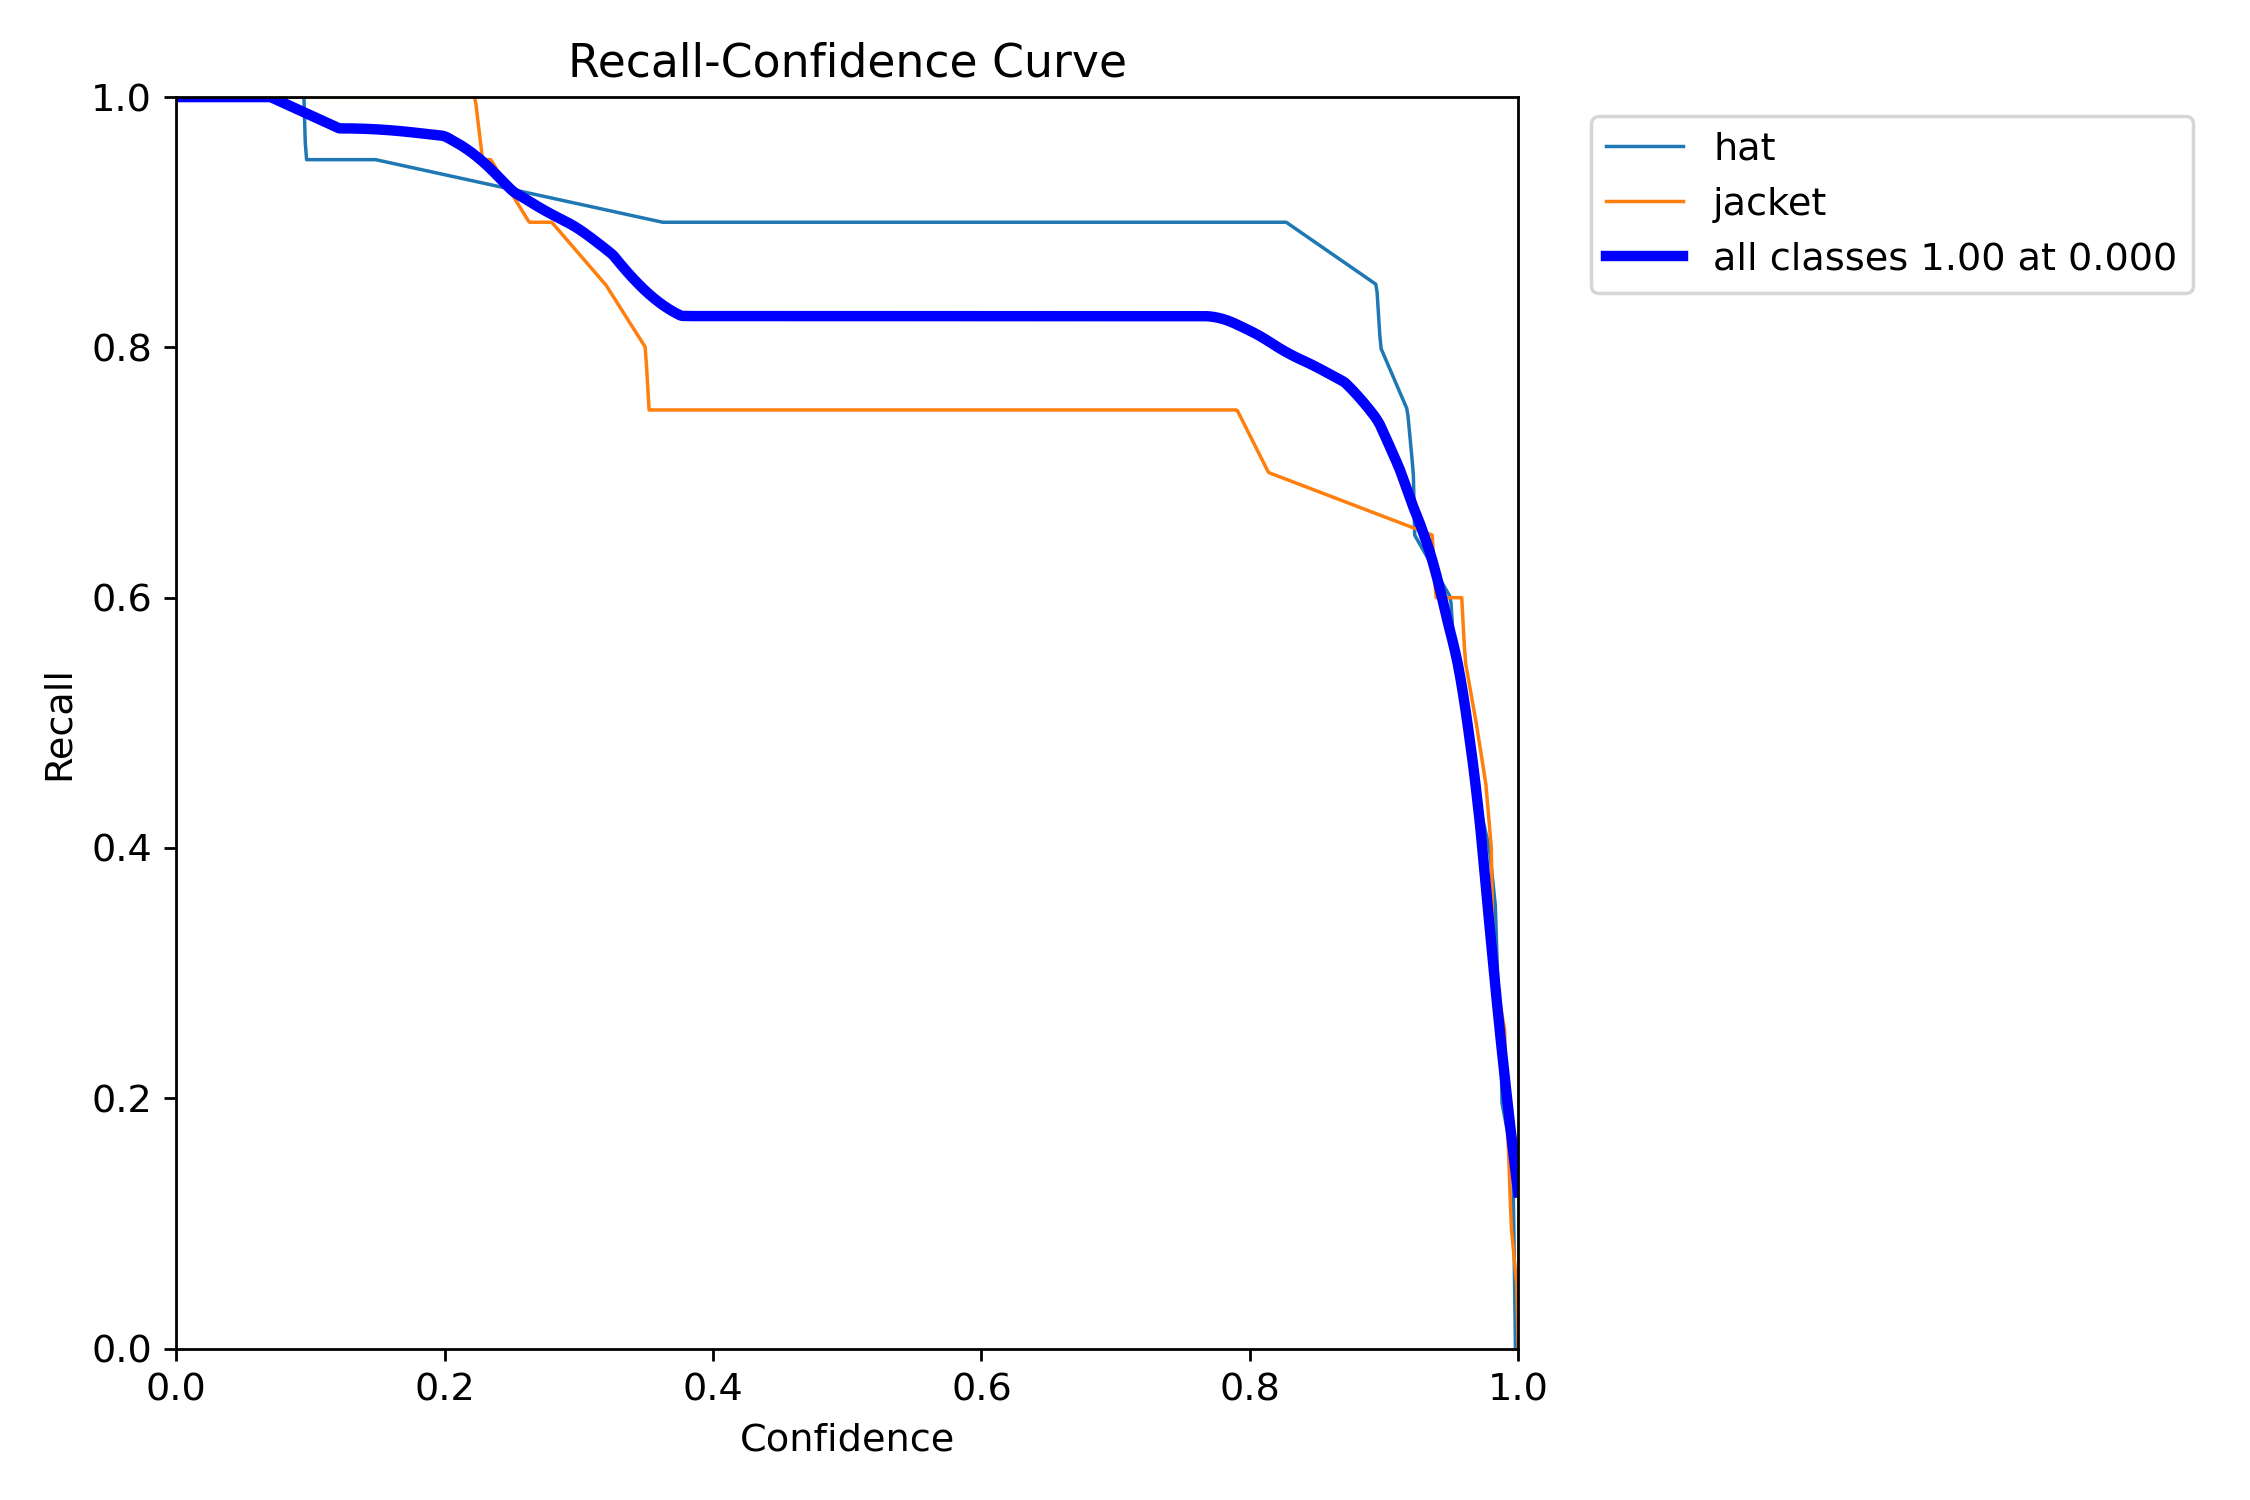 Recall-Confidence Curve
1.0
0.8
0.6
0.4
0.2
0.0
Recall
0.0 0.2 0.4 0.6 0.8 1.0
Confidence
hat
jacket
all classes 1.00 at 0.000